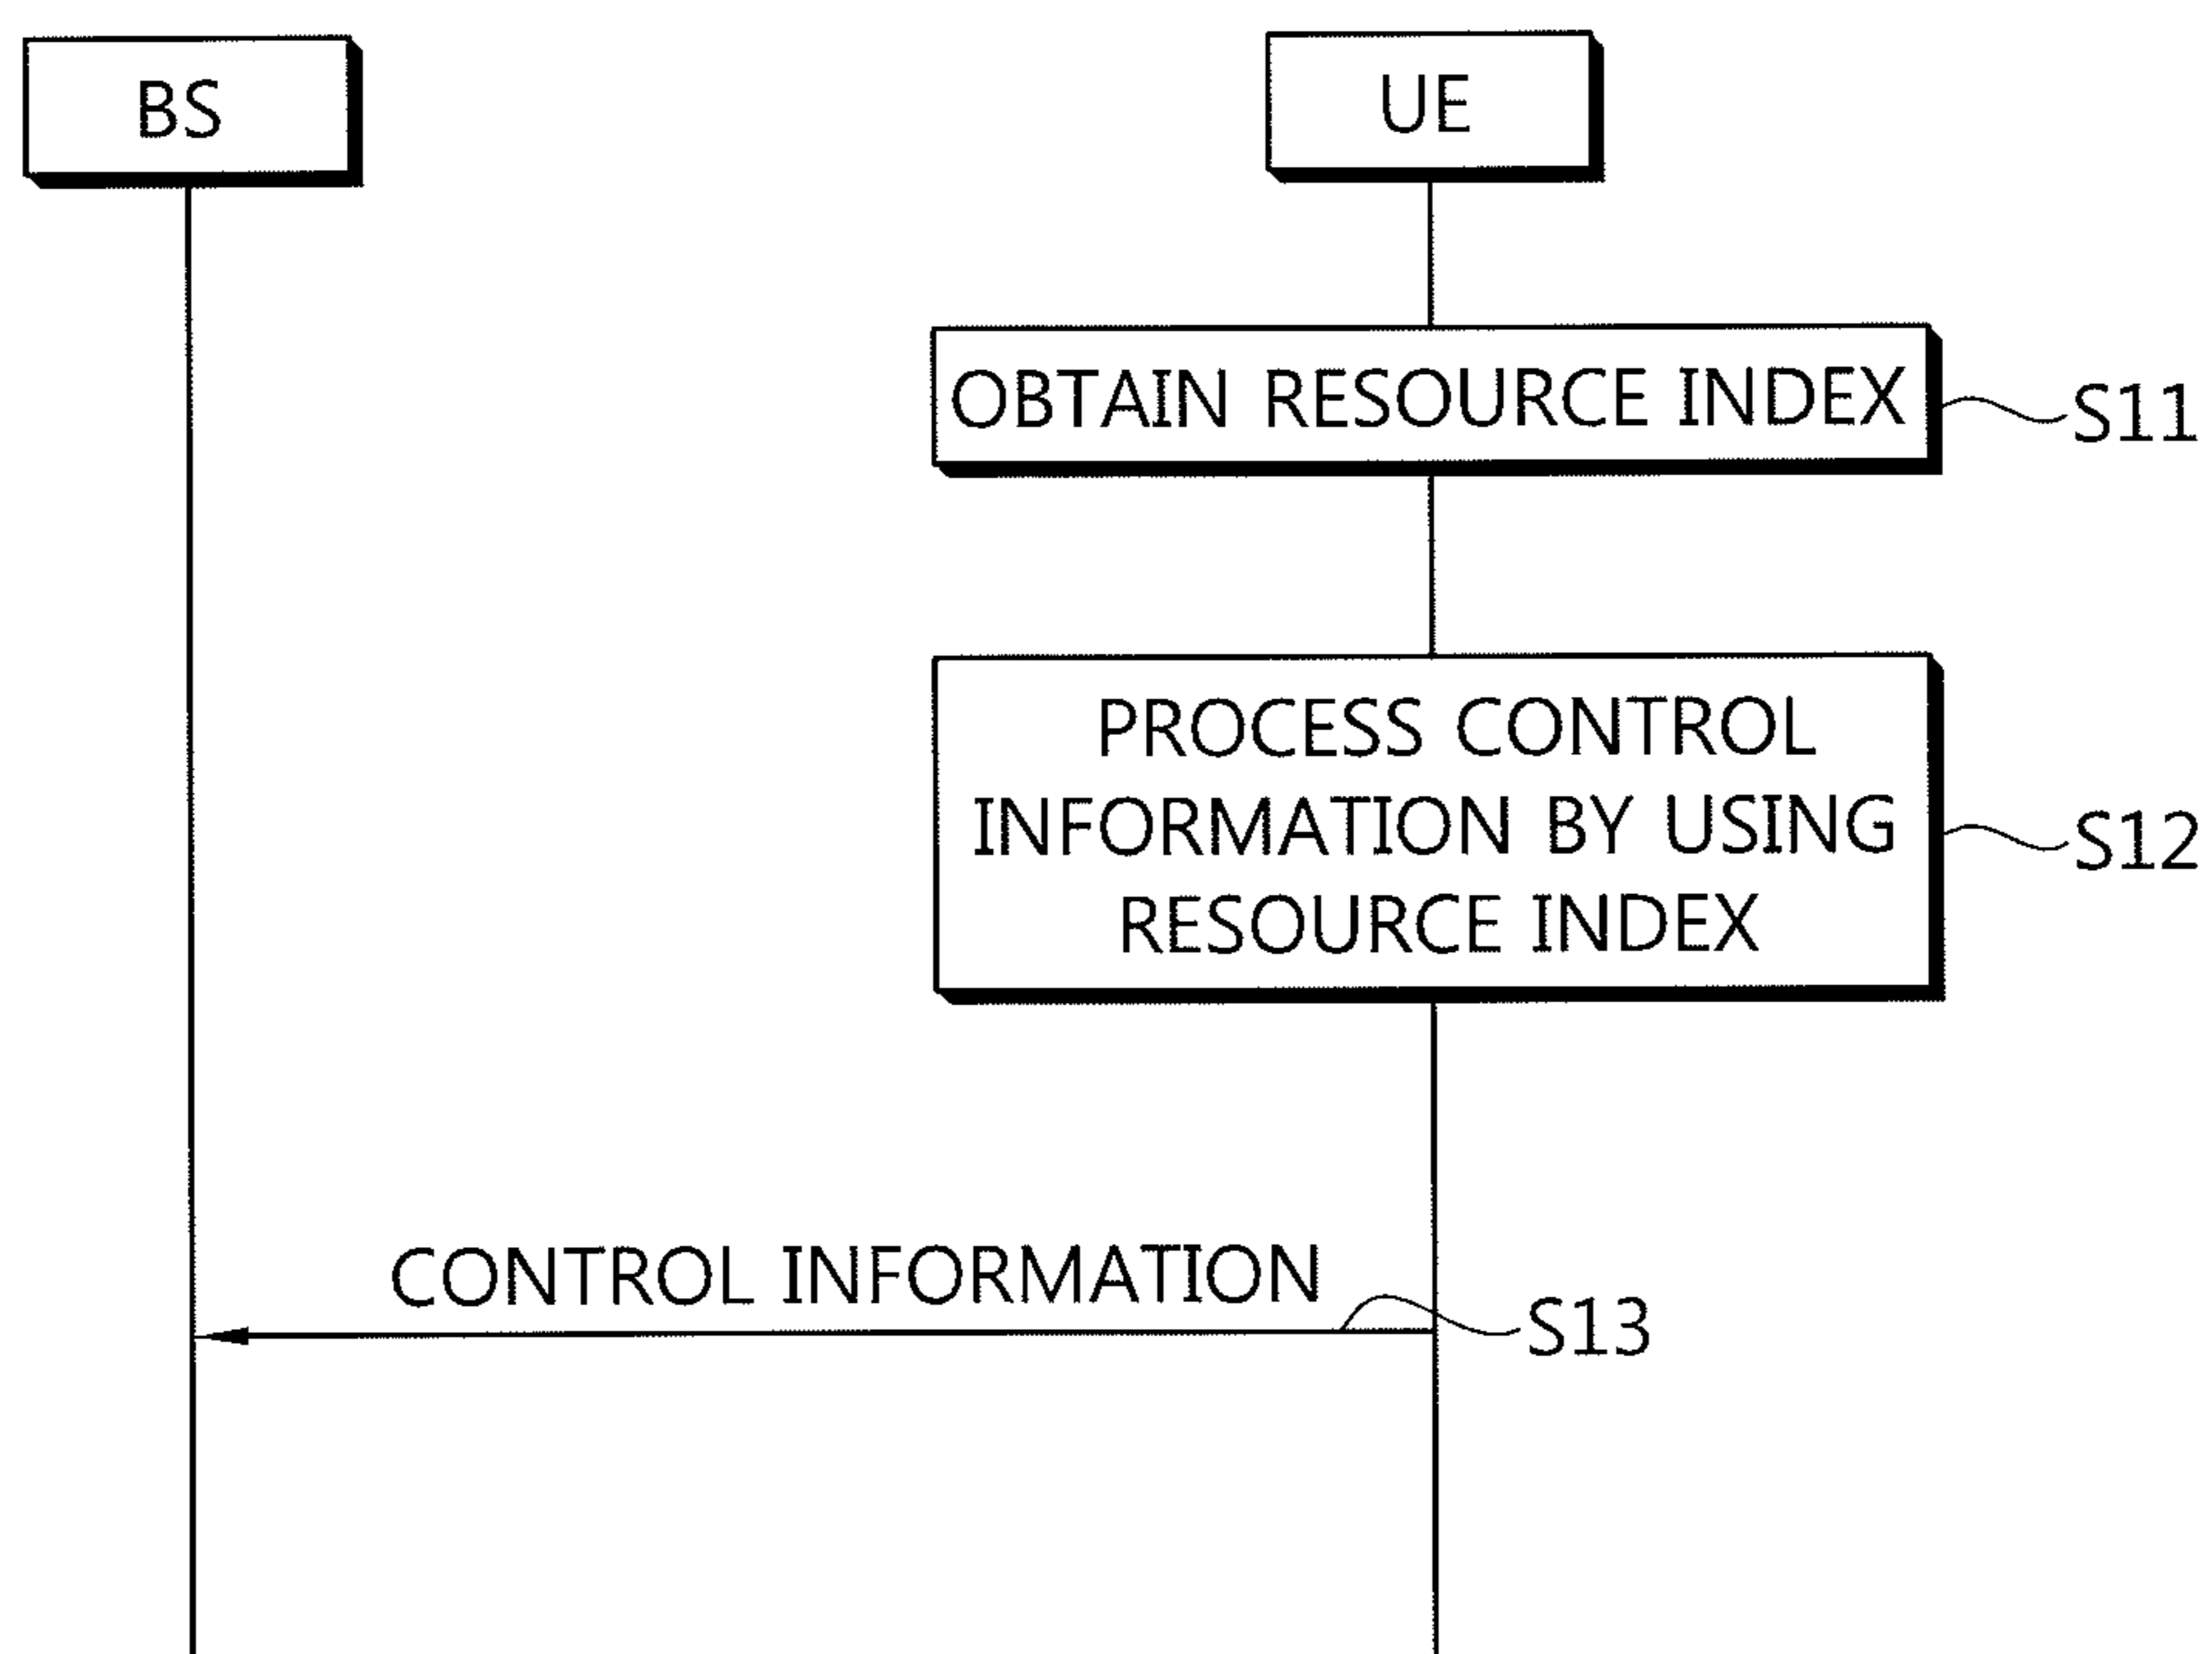 BS
UE
OBTAIN RESOURCE INDEX
S11
PROCESS CONTROL
INFORMATION BY USING
RESOURCE INDEX
S12
CONTROL INFORMATION
S13